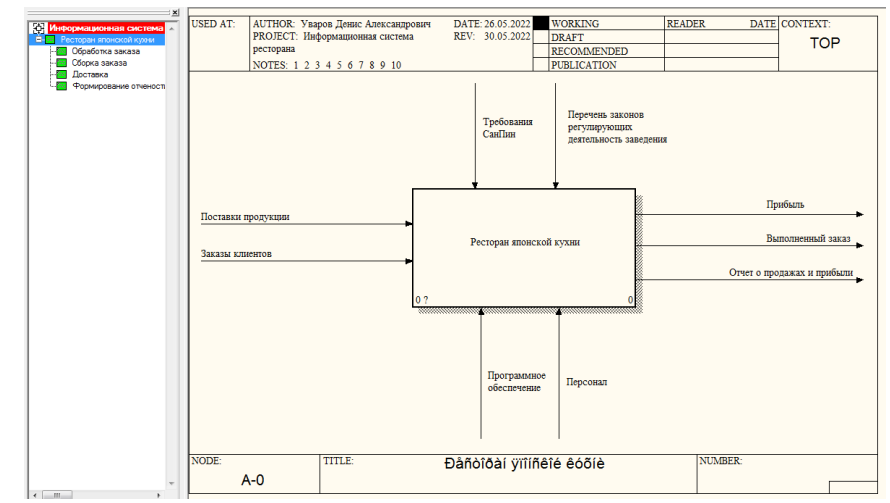 Информационная система
Ресторан японской кухни
Обработка заказа
Сборка заказа
Доставка
Формирование отченост
USED AT:
AUTHOR: Уваров Денис Александрович
DATE: 26.05.2022
PROJECT: Информационная система
ресторана
REV: 30.05.2022
NOTES: 1 2 3 4 5 6 7 8 9 10
WORKING
DRAFT
RECOMMENDED
PUBLICATION
READER
DATE
CONTEXT:
TOP
Требования
СанПин
Перечень законов
регулирующих
деятельность заведения
Поставки продукции
Заказы клиентов
Ресторан японской кухни
0 ?
0
Прибыль
Выполненный заказ
Отчет о продажах и прибыли
Программное
обеспечение
Персонал
NODE:
A-0
TITLE:
Ðåñòîðàí ÿïîíñêîé êóõíè
NUMBER: